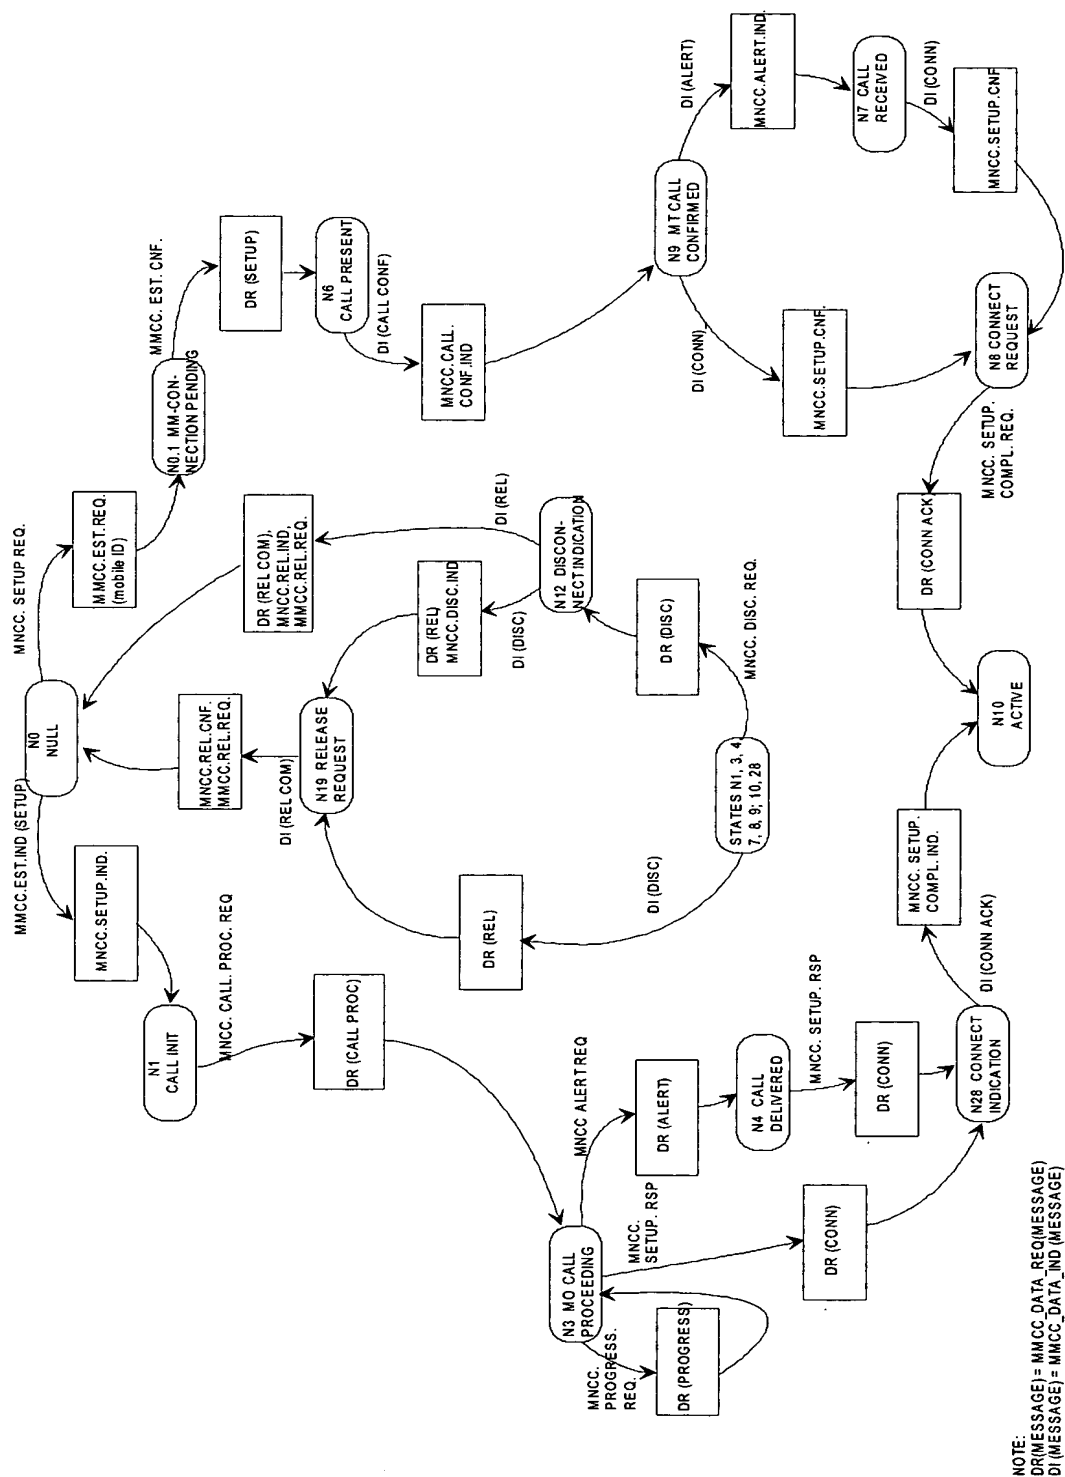 N0
NULL
MMCC.EST.IND (SETUP)
MNCC. SETUP REQ.
MNCC.SETUP.IND.
N1
CALL INIT
MNCC. CALL. PROC. REQ
DR (CALL PROC)
N3 MO CALL
PROCEEDING
MNCC.
PROGRESS.
REQ.
DR (PROGRESS)
MNCC.
SETUP. RSP
DR (CONN)
MNCC ALERT REQ
DR (ALERT)
N4 CALL
DELIVERED
MNCC. SETUP. RSP
DR (CONN)
N28 CONNECT
INDICATION
DI (CONN ACK)
MNCC. SETUP.
COMPL. IND.
N10
ACTIVE
MNCC.REL.CNF.
MMCC.REL.REQ.
DI (REL COM)
N19 RELEASE
REQUEST
DR (REL)
DI (DISC)
STATES N1, 3, 4
7, 8, 9; 10, 28
MNCC. DISC. REQ.
DR (DISC)
N12 DISCON-
NECT INDICATION
DI (DISC)
DR (REL)
MNCC.DISC.IND
DI (REL)
DR (REL COM),
MNCC.REL.IND,
MMCC.REL.REQ.
MMCC.EST.REQ.
(mobile ID)
N0.1 MM-CON-
NECTION PENDING
MMCC. EST. CNF.
DR (SETUP)
N6
CALL PRESENT
DI (CALL CONF)
MNCC.CALL.
CONF.IND
N9 MT CALL
CONFIRMED
DI (ALERT)
MNCC.ALERT.IND.
N7 CALL
RECEIVED
DI (CONN)
MNCC.SETUP.CNF.
DI (CONN)
MNCC.SETUP.CNF.
N8 CONNECT
REQUEST
MNCC. SETUP.
COMPL. REQ.
DR (CONN ACK)
NOTE:
DR(MESSAGE) = MMCC_DATA_REQ(MESSAGE)
DI (MESSAGE) = MMCC_DATA_IND (MESSAGE)